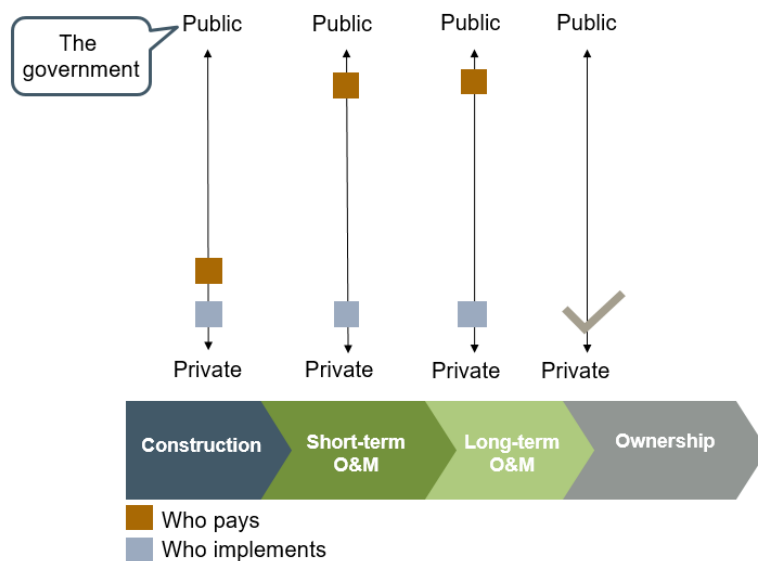 The
government
Public
Public
Public
Public
Private
Private
Private
Private
Construction
Short-term
O&M
Long-term
O&M
Ownership
Who pays
Who implements